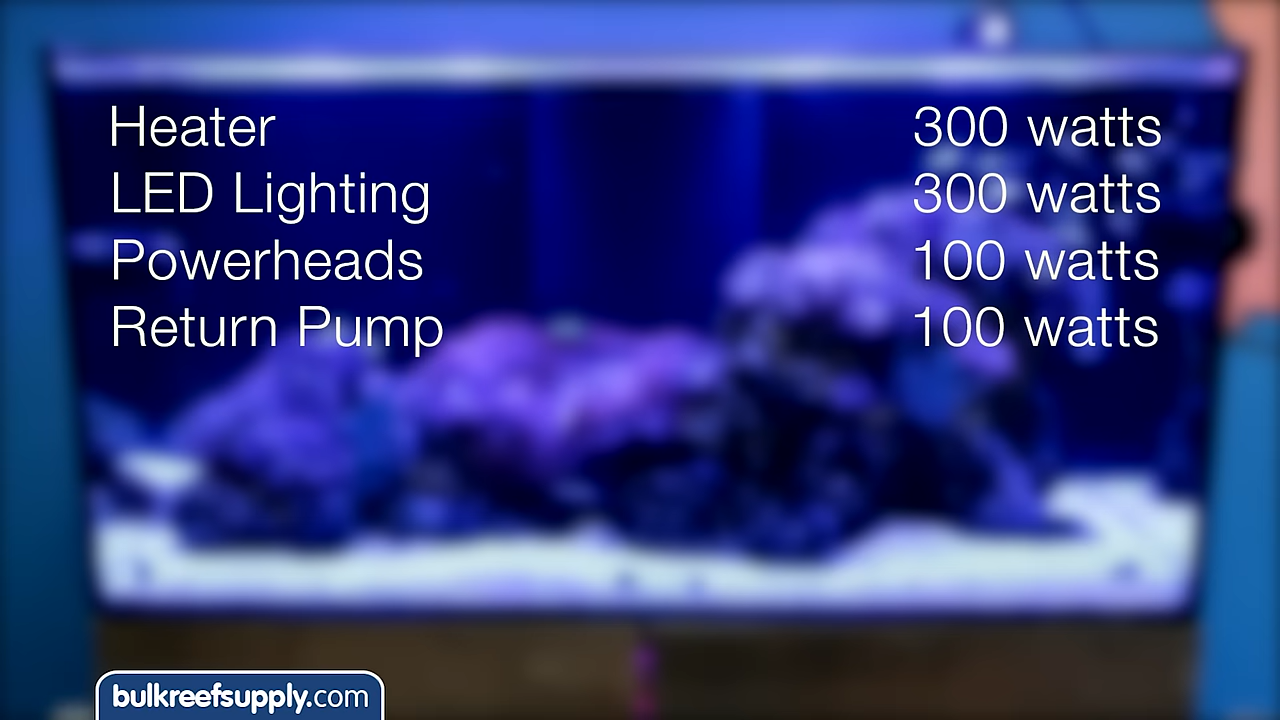 Heater 300 watts
LED Lighting 300 watts
Powerheads 100 watts
Return Pump 100 watts
bulkreefsupply.com